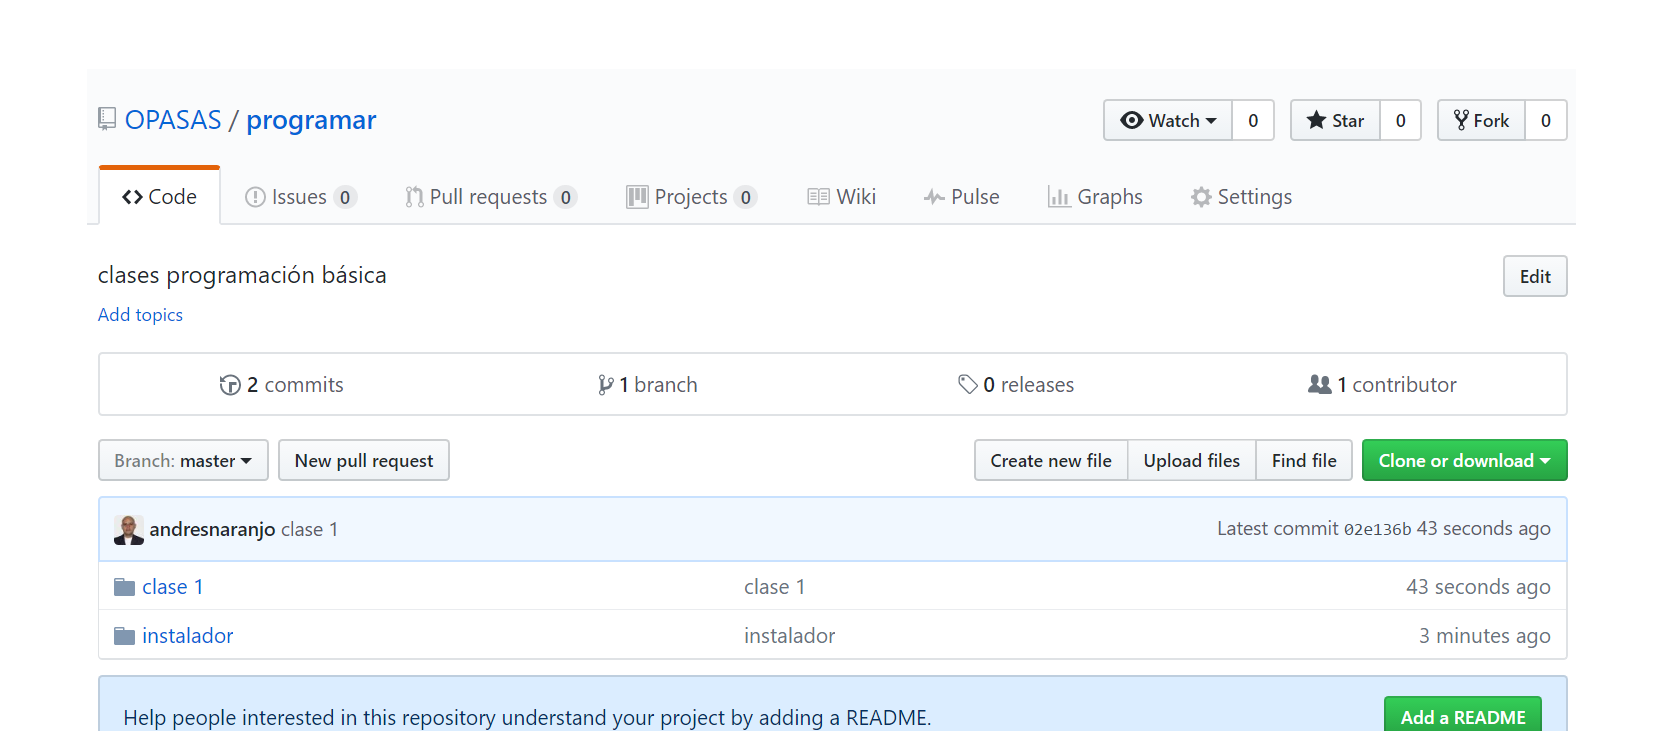 OPASAS / programar Watch 0 Star 0 Fork 0
Code Issues 0 Pull requests 0 Projects 0 Wiki Pulse Graphs Settings
clases programación básica Edit
Add topics
2 commits 1 branch 0 releases 1 contributor
Branch: master New pull request Create new file Upload files Find file Clone or download
andresnaranjo clase 1 Latest commit 02e136b 43 seconds ago
clase 1 clase 1 43 seconds ago
instalador instalador 3 minutes ago
Help people interested in this repository understand your project by adding a README. Add a README